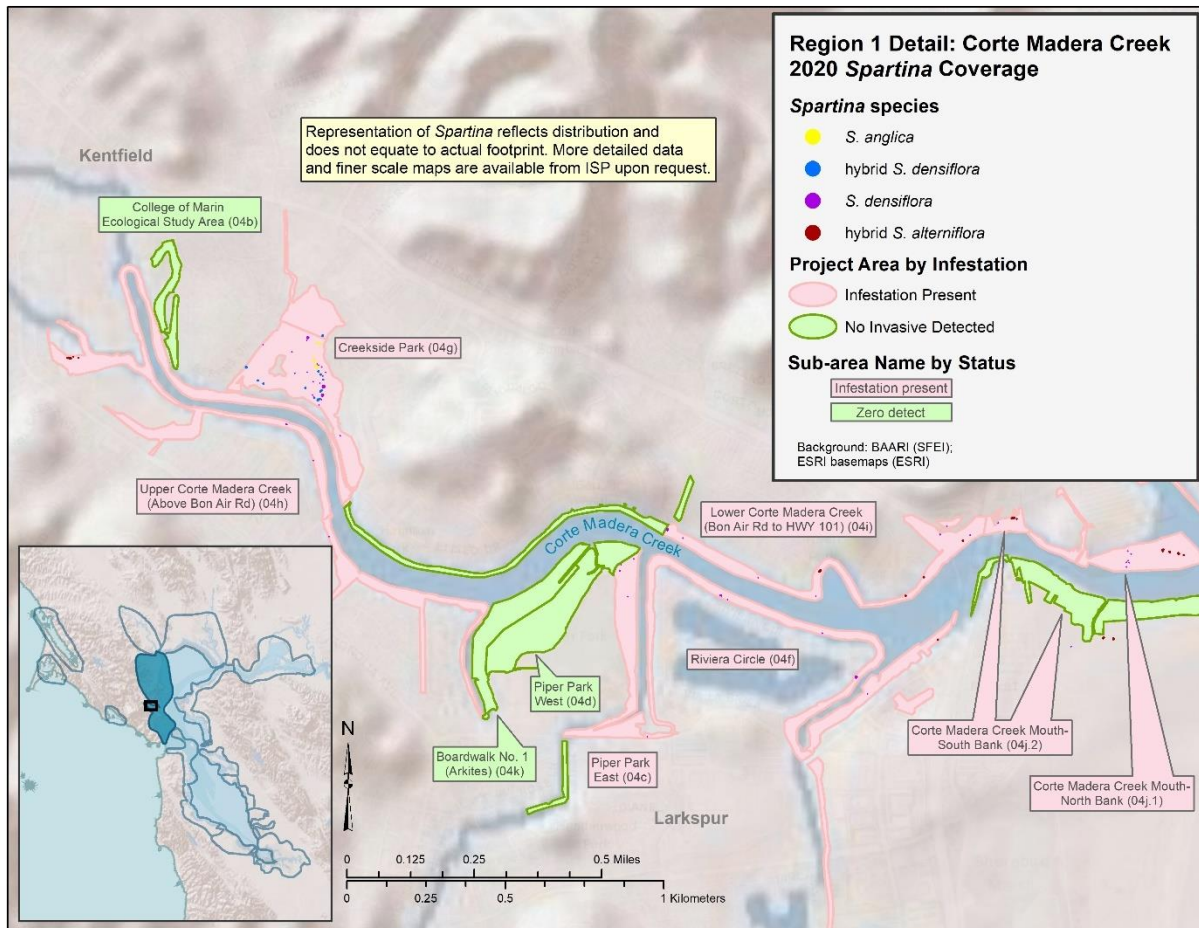 Region 1 Detail: Corte Madera Creek
2020 Spartina Coverage
Spartina species
S. anglica
hybrid S. densiflora
S. densiflora
hybrid S. alterniflora
Project Area by Infestation
Infestation Present
No Invasive Detected
Sub-area Name by Status
Infestation present
Zero detect
Background: BAARI (SFEI);
ESRI basemaps (ESRI)
Representation of Spartina reflects distribution and
does not equate to actual footprint. More detailed data
and finer scale maps are available from ISP upon request.
Kentfield
College of Marin
Ecological Study Area (04b)
Creekside Park (04g)
Upper Corte Madera Creek
(Above Bon Air Rd) (04h)
Corte Madera Creek
Lower Corte Madera Creek
(Bon Air Rd to HWY 101) (04i)
Riviera Circle (04f)
Piper Park
West (04d)
Boardwalk No. 1
(Arkites) (04k)
Piper Park
East (04c)
Corte Madera Creek Mouth-
South Bank (04j.2)
Corte Madera Creek Mouth-
North Bank (04j.1)
Larkspur
N
0 0.125 0.25 0.5 Miles
0 0.5 1 Kilometers